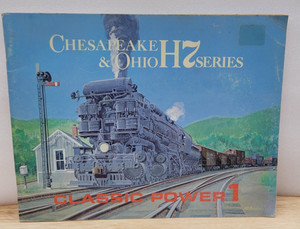 CHESAPEAKE
& OHIO H7 SERIES
CLASSIC POWER 1